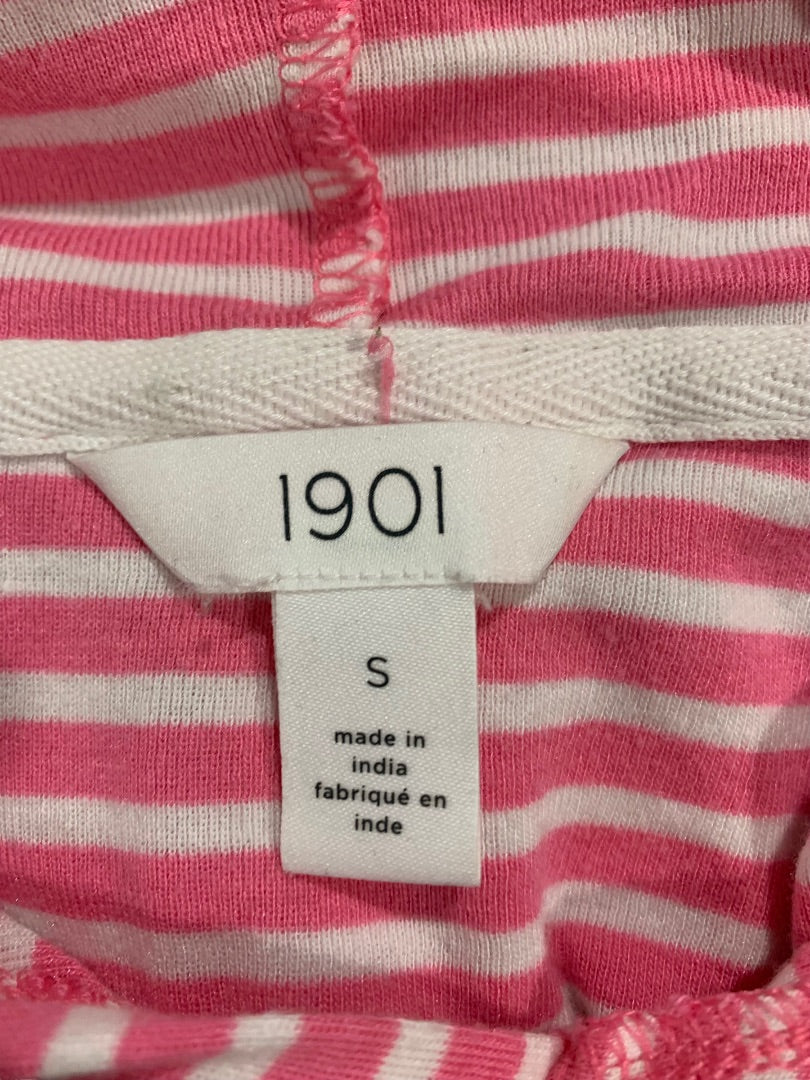 1901
S
made in
india
fabriqué en
inde